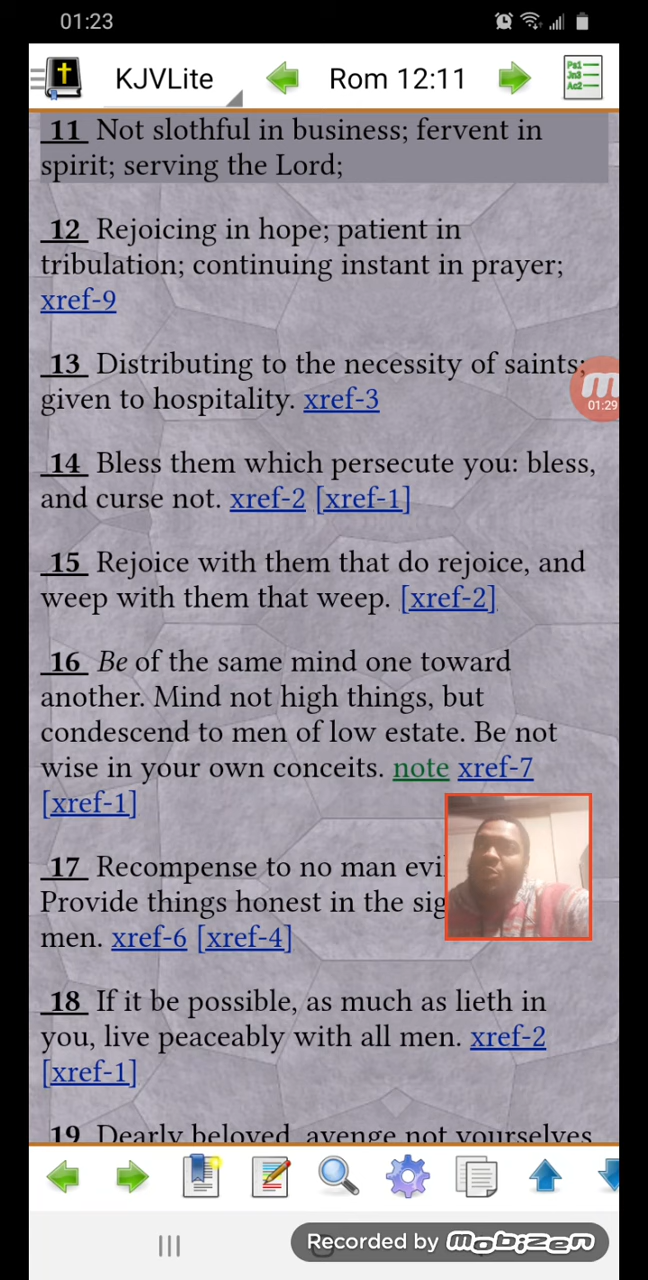 01:23
KJVLite
Rom 12:11
Ps1
Jn3
Ac2
11 Not slothful in business; fervent in
spirit; serving the Lord;
12 Rejoicing in hope; patient in
tribulation; continuing instant in prayer;
xref-9
13 Distributing to the necessity of saints;
given to hospitality. xref-3
01:29
14 Bless them which persecute you: bless,
and curse not. xref-2 [xref-1]
15 Rejoice with them that do rejoice, and
weep with them that weep. [xref-2]
16 Be of the same mind one toward
another. Mind not high things, but
condescend to men of low estate. Be not
wise in your own conceits. note xref-7
[xref-1]
17 Recompense to no man evi
Provide things honest in the sig
men. xref-6 [xref-4]
18 If it be possible, as much as lieth in
you, live peaceably with all men. xref-2
[xref-1]
19 Dearly beloved, avenge not yourselves
Recorded by mobizen